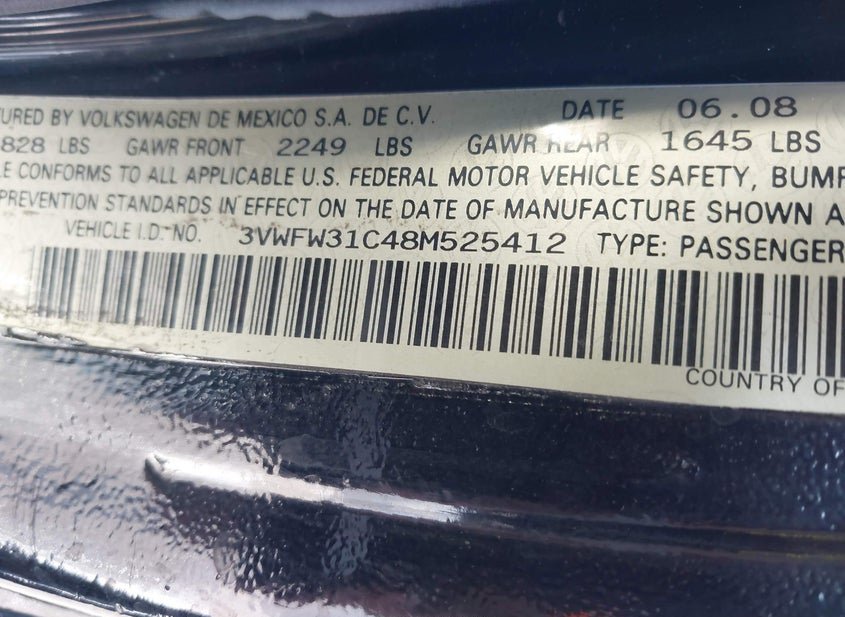 TURED BY VOLKSWAGEN DE MEXICO S.A. DE C.V. DATE 06.08
828 LBS GAWR FRONT 2249 LBS GAWR REAR 1645 LBS
LE CONFORMS TO ALL APPLICABLE U.S. FEDERAL MOTOR VEHICLE SAFETY, BUMP
PREVENTION STANDARDS IN EFFECT ON THE DATE OF MANUFACTURE SHOWN A
VEHICLE I.D. NO. 3VWFW31C48M525412 TYPE: PASSENGER
COUNTRY OF